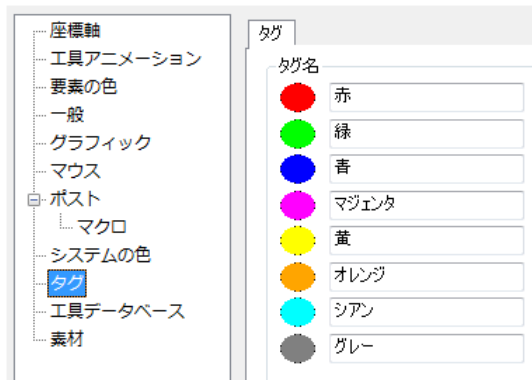 座標軸
工具アニメーション
要素の色
一般
グラフィック
マウス
ポスト
マクロ
システムの色
タグ
工具データベース
素材
タグ
タグ名
赤
緑
青
マジェンタ
黄
オレンジ
シアン
グレー